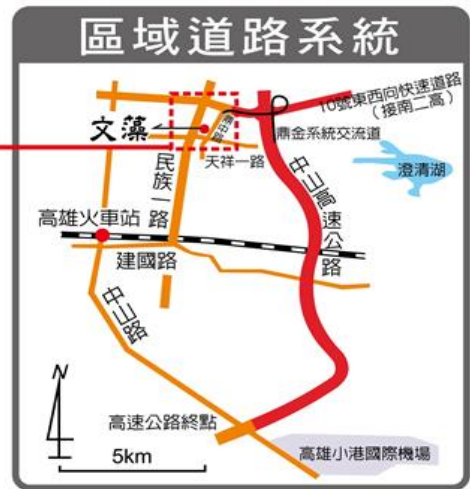 區域道路系統
10號東西向快速道路
（接南二高）
文藻
鼎中路
鼎金系統交流道
天祥一路
澄清湖
民族一路
中山高速公路
高雄火車站
建國路
中山路
N
高速公路終點
5km
高雄小港國際機場